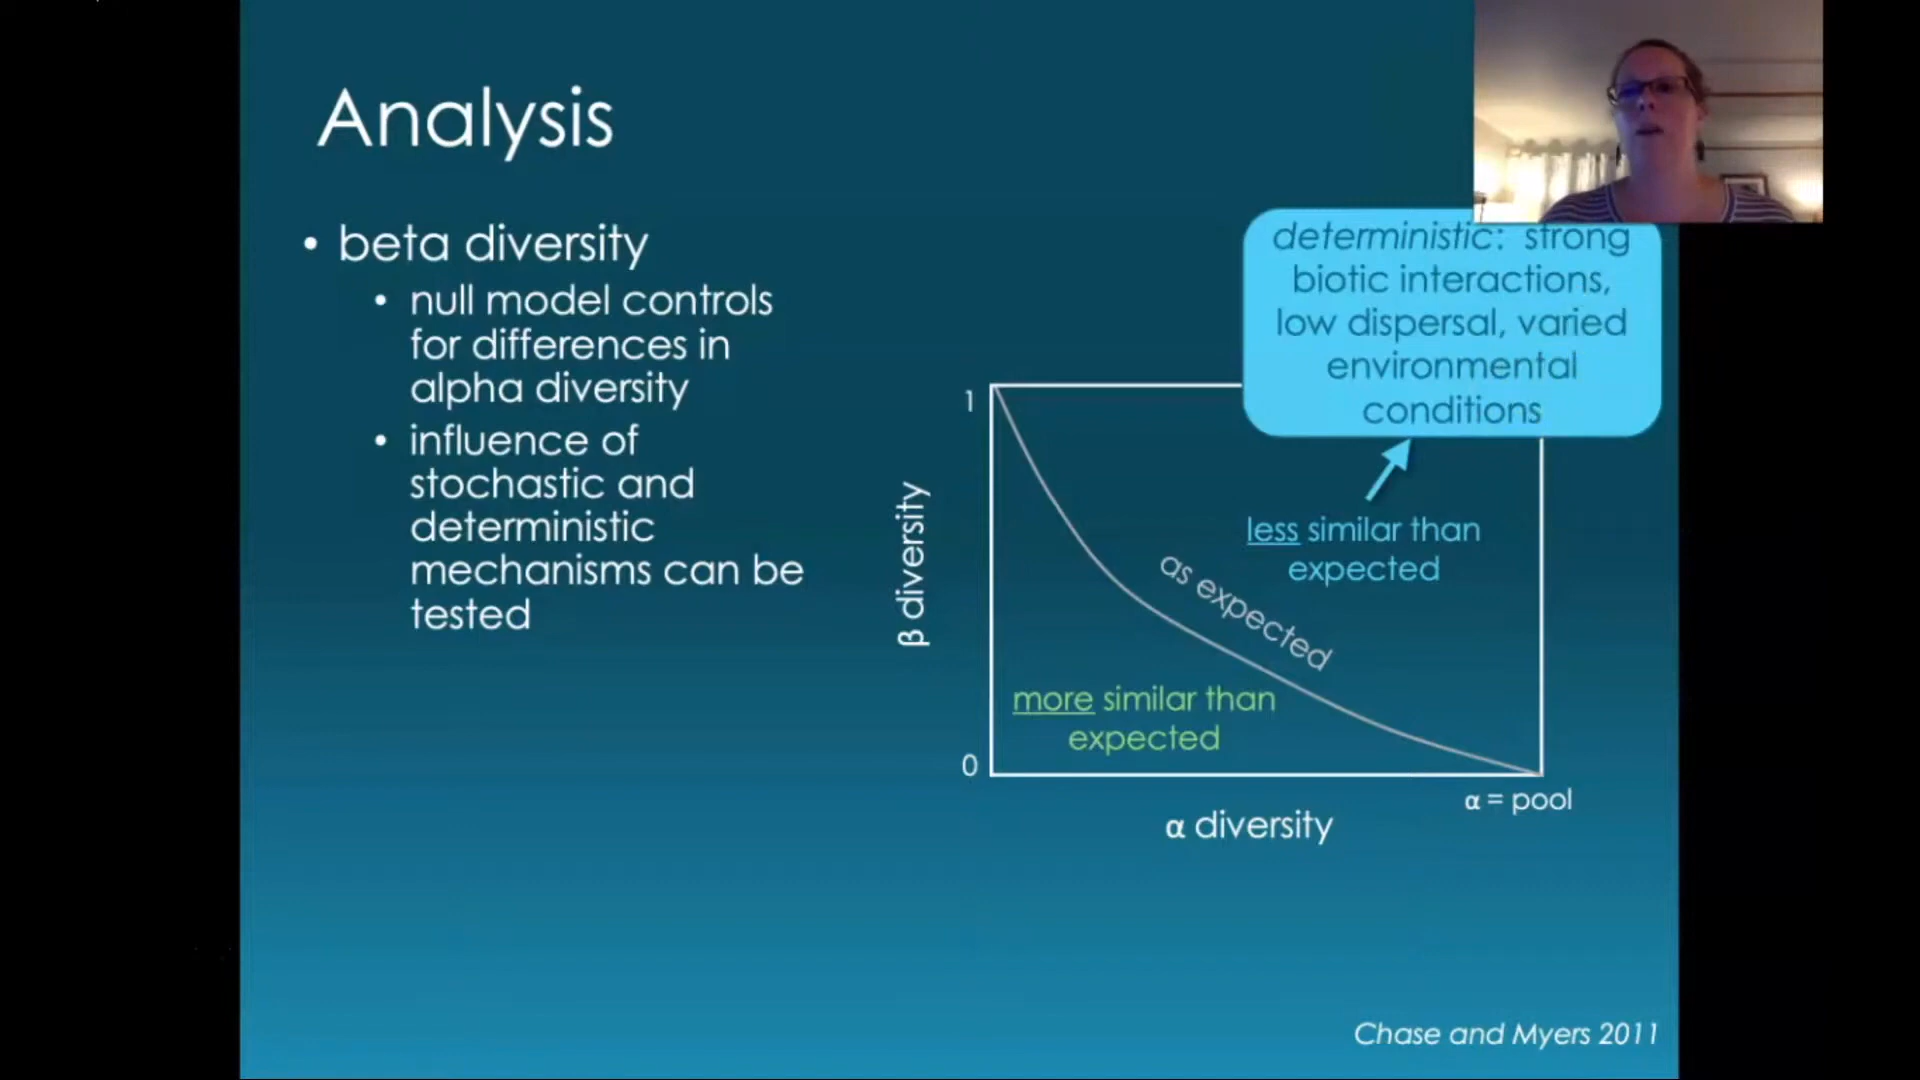 Analysis
• beta diversity
• null model controls
for differences in
alpha diversity
• influence of
stochastic and
deterministic
mechanisms can be
tested
deterministic: strong
biotic interactions,
low dispersal, varied
environmental
conditions
1
less similar than
expected
as expected
β diversity
more similar than
expected
0
α = pool
α diversity
Chase and Myers 2011